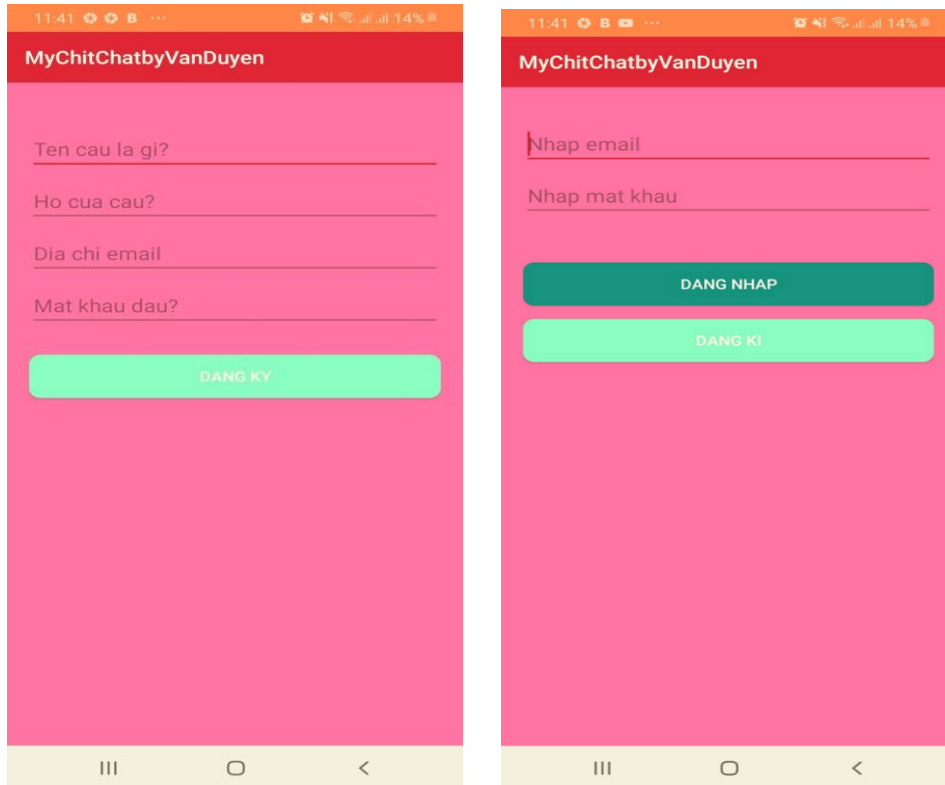 11:41 B ... 14%
MyChitChatbyVanDuyen
Ten cau la gi?
Ho cua cau?
Dia chi email
Mat khau dau?
DANG KY
11:41 B ... 14%
MyChitChatbyVanDuyen
Nhap email
Nhap mat khau
DANG NHAP
DANG KI